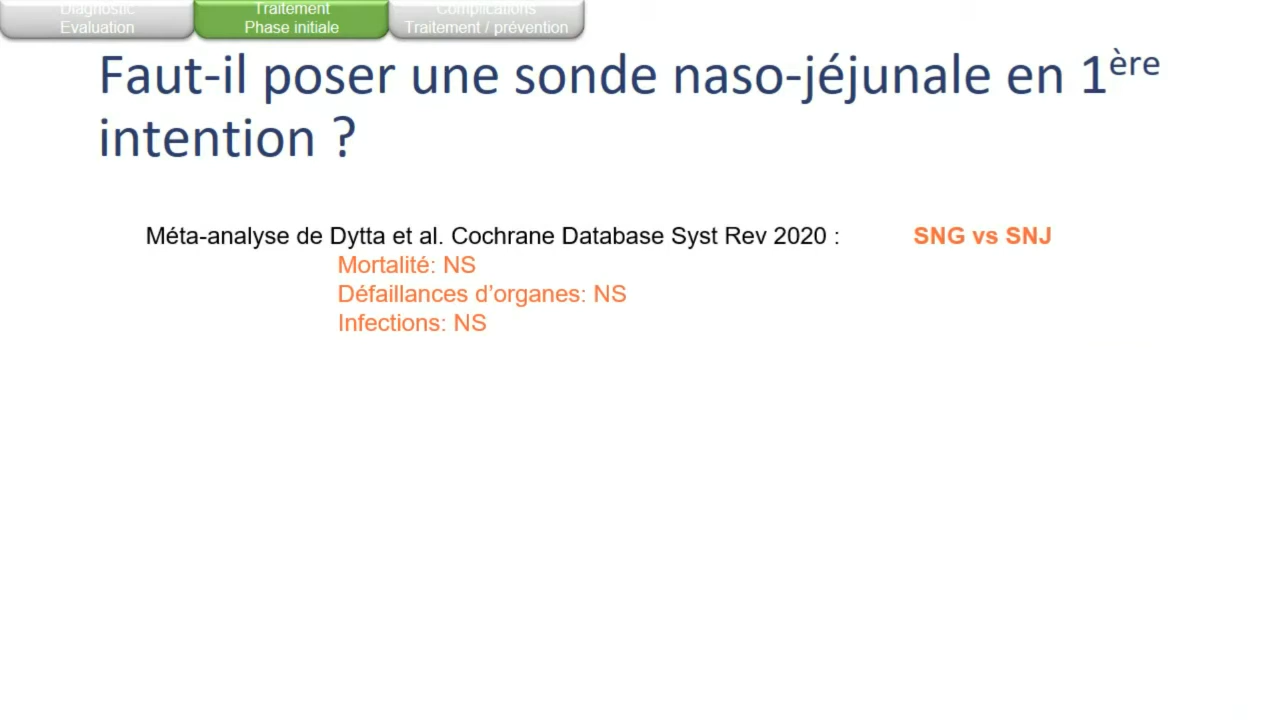 Diagnostic
Evaluation
Traitement
Phase initiale
Complications
Traitement / prévention
Faut-il poser une sonde naso-jéjunale en 1ère
intention ?
Méta-analyse de Dytta et al. Cochrane Database Syst Rev 2020 : SNG vs SNJ
Mortalité: NS
Défaillances d’organes: NS
Infections: NS